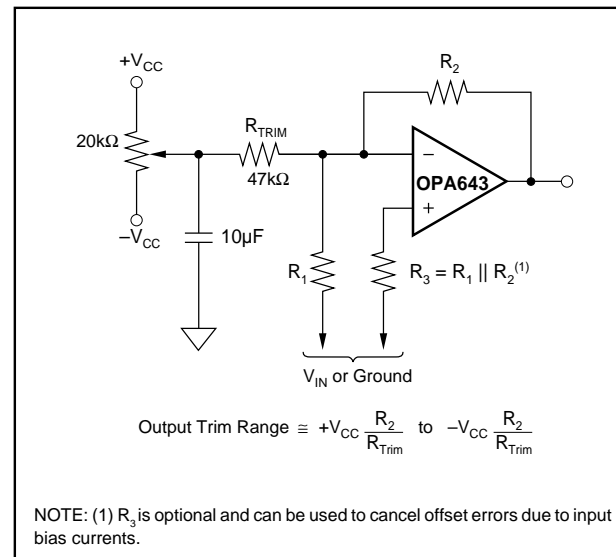 +V_CC
20kΩ
−V_CC
R_TRIM
47kΩ
10µF
R_2
−
OPA643
+
R_1
R_3 = R_1 || R_2^(1)
V_IN or Ground
Output Trim Range ≅ +V_CC R_2/R_Trim to −V_CC R_2/R_Trim
NOTE: (1) R_3 is optional and can be used to cancel offset errors due to input
bias currents.